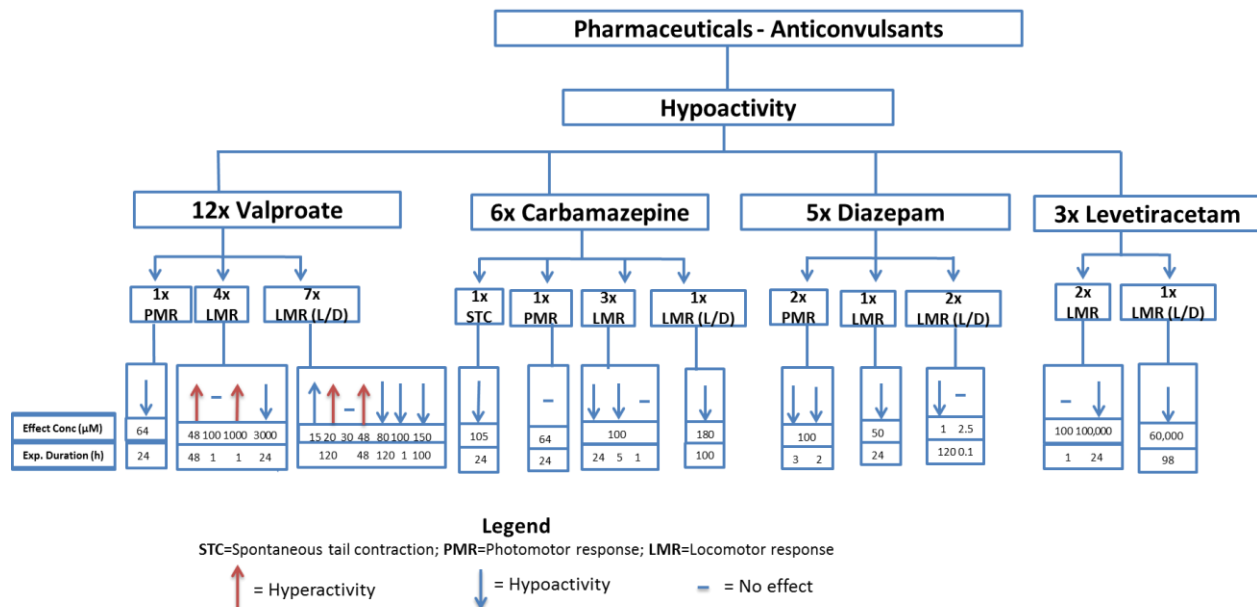 Pharmaceuticals - Anticonvulsants
Hypoactivity
12x Valproate
6x Carbamazepine
5x Diazepam
3x Levetiracetam
1x
PMR
4x
LMR
7x
LMR (L/D)
1x
STC
1x
PMR
3x
LMR
1x
LMR (L/D)
2x
PMR
1x
LMR
2x
LMR (L/D)
2x
LMR
1x
LMR (L/D)
Effect Conc (µM)
64
48 100 1000 3000
15 20 30 48 80 100 150
105
64
100
180
100
50
1 2.5
100 100,000
60,000
Exp. Duration (h)
24
48 1 1 24
120 48 120 1 100
24
24
24 5 1
100
3 2
24
120 0.1
1 24
98
Legend
STC=Spontaneous tail contraction; PMR=Photomotor response; LMR=Locomotor response
= Hyperactivity
= Hypoactivity
= No effect